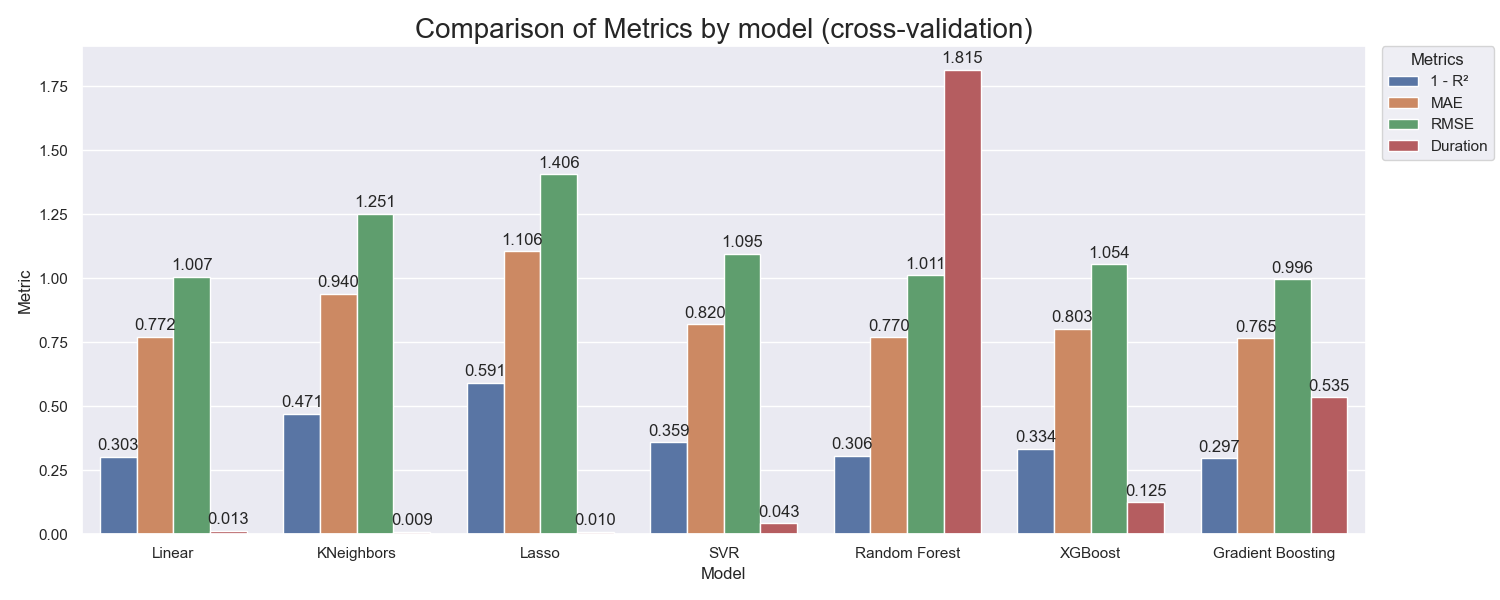 Comparison of Metrics by model (cross-validation)
Metrics
1 - R²
MAE
RMSE
Duration
Metric
1.75
1.50
1.25
1.00
0.75
0.50
0.25
0.00
0.303
0.772
1.007
0.013
0.471
0.940
1.251
0.009
0.591
1.106
1.406
0.010
0.359
0.820
1.095
0.043
0.306
0.770
1.011
1.815
0.334
0.803
1.054
0.125
0.297
0.765
0.996
0.535
Linear
KNeighbors
Lasso
SVR
Random Forest
XGBoost
Gradient Boosting
Model